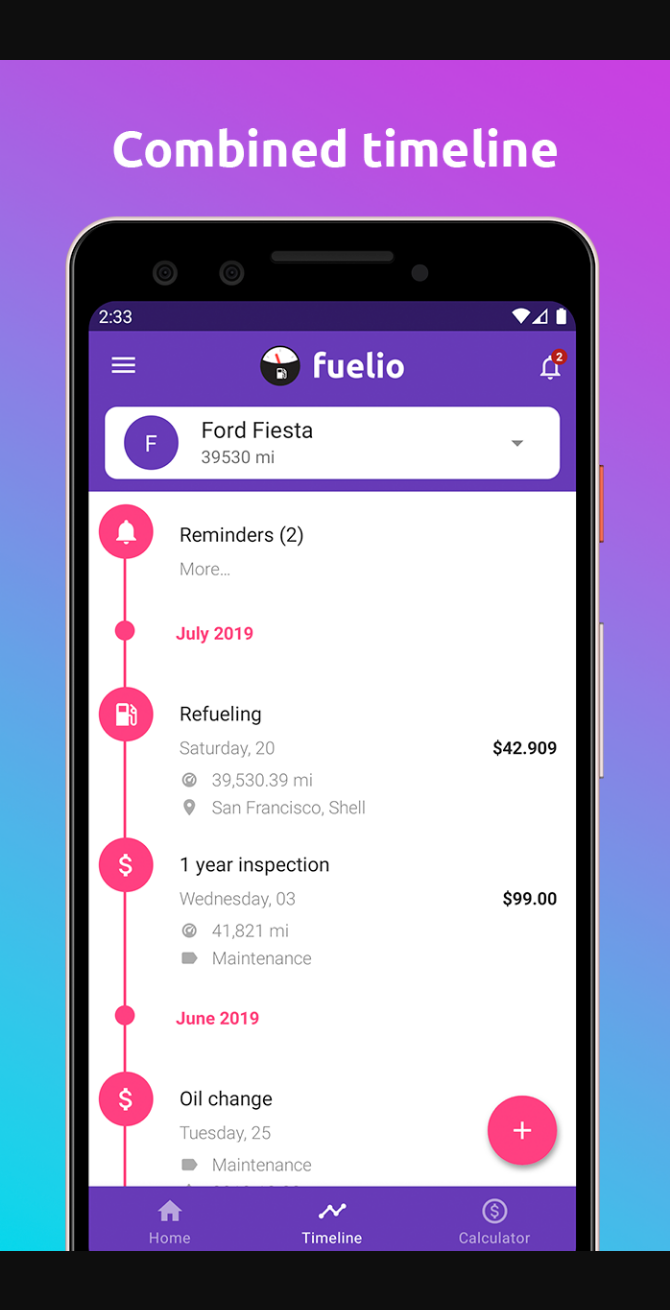 Combined timeline
2:33
fuelio
2
F
Ford Fiesta
39530 mi
Reminders (2)
More...
July 2019
Refueling
Saturday, 20
$42.909
39,530.39 mi
San Francisco, Shell
$
1 year inspection
Wednesday, 03
$99.00
41,821 mi
Maintenance
June 2019
$
Oil change
Tuesday, 25
Maintenance
+
$
Home
Timeline
Calculator